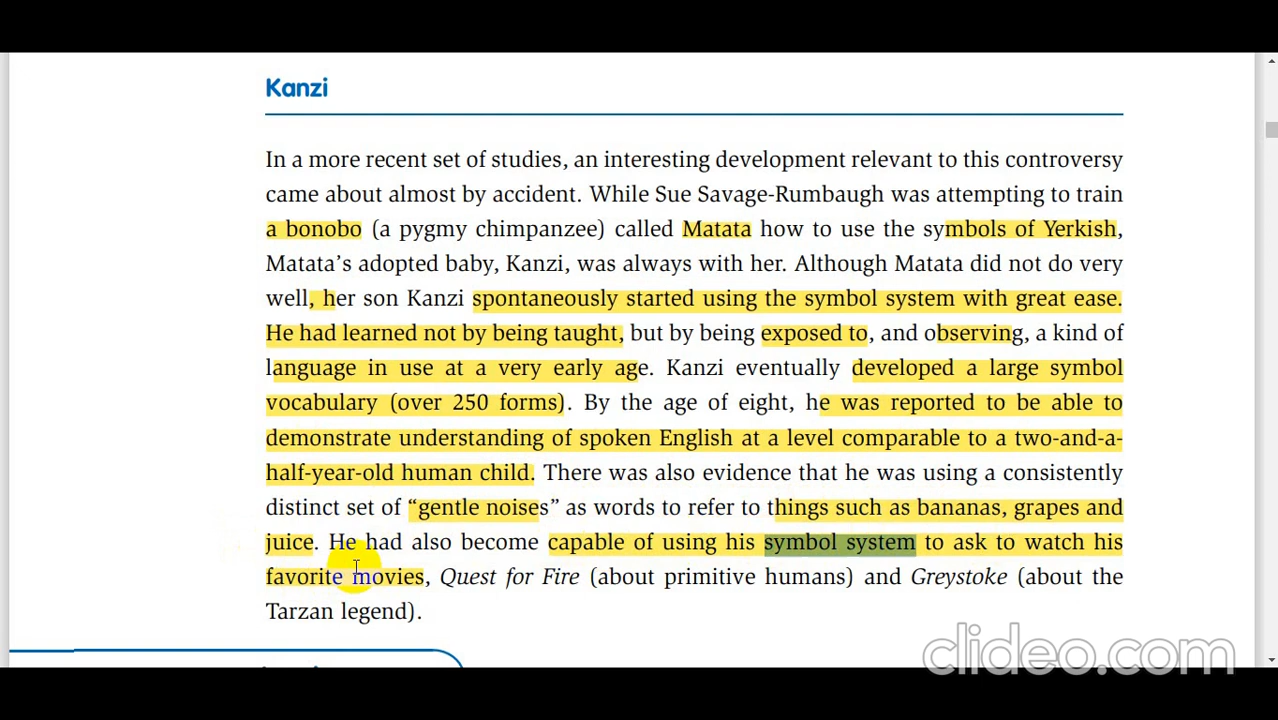 Kanzi
In a more recent set of studies, an interesting development relevant to this controversy
came about almost by accident. While Sue Savage-Rumbaugh was attempting to train
a bonobo (a pygmy chimpanzee) called Matata how to use the symbols of Yerkish,
Matata’s adopted baby, Kanzi, was always with her. Although Matata did not do very
well, her son Kanzi spontaneously started using the symbol system with great ease.
He had learned not by being taught, but by being exposed to, and observing, a kind of
language in use at a very early age. Kanzi eventually developed a large symbol
vocabulary (over 250 forms). By the age of eight, he was reported to be able to
demonstrate understanding of spoken English at a level comparable to a two-and-a-
half-year-old human child. There was also evidence that he was using a consistently
distinct set of “gentle noises” as words to refer to things such as bananas, grapes and
juice. He had also become capable of using his symbol system to ask to watch his
favorite movies, Quest for Fire (about primitive humans) and Greystoke (about the
Tarzan legend).
clideo.com